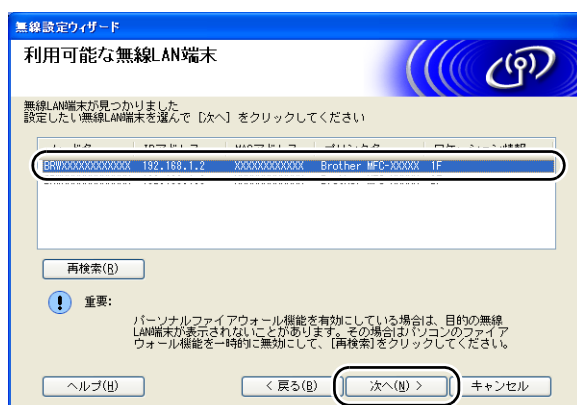 無線設定ウィザード
利用可能な無線LAN端末
無線LAN端末が見つかりました
設定したい無線LAN端末を選んで [次へ] をクリックしてください
BRWXXXXXXXXXXX 192.168.1.2 XXXXXXXXXXXX Brother MFC-XXXXX 1F
再検索(R)
重要:
パーソナルファイアウォール機能を有効にしている場合は、目的の無線
LAN端末が表示されないことがあります。その場合はパソコンのファイア
ウォール機能を一時的に無効にして、[再検索]をクリックしてください。
ヘルプ(H) < 戻る(B) 次へ(N) > キャンセル